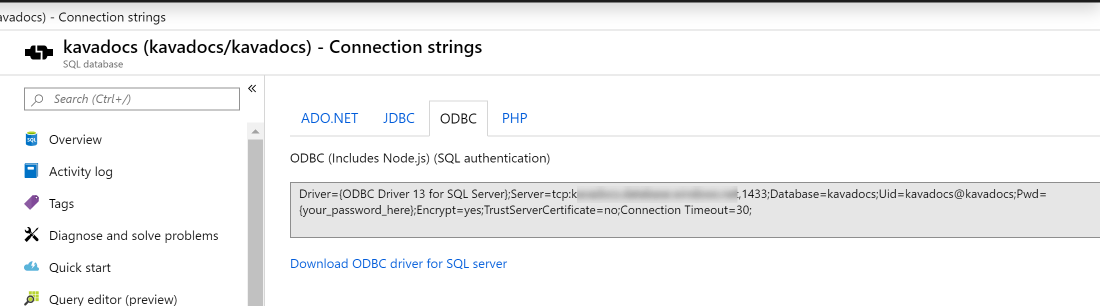 avadocs) - Connection strings
kavadocs (kavadocs/kavadocs) - Connection strings
SQL database
Search (Ctrl+/)
«
SQL Overview
Activity log
Tags
Diagnose and solve problems
Quick start
Query editor (preview)
ADO.NET JDBC ODBC PHP
ODBC (Includes Node.js) (SQL authentication)
Driver={ODBC Driver 13 for SQL Server};Server=tcp:k ,1433;Database=kavadocs;Uid=kavadocs@kavadocs;Pwd=
{your_password_here};Encrypt=yes;TrustServerCertificate=no;Connection Timeout=30;
Download ODBC driver for SQL server